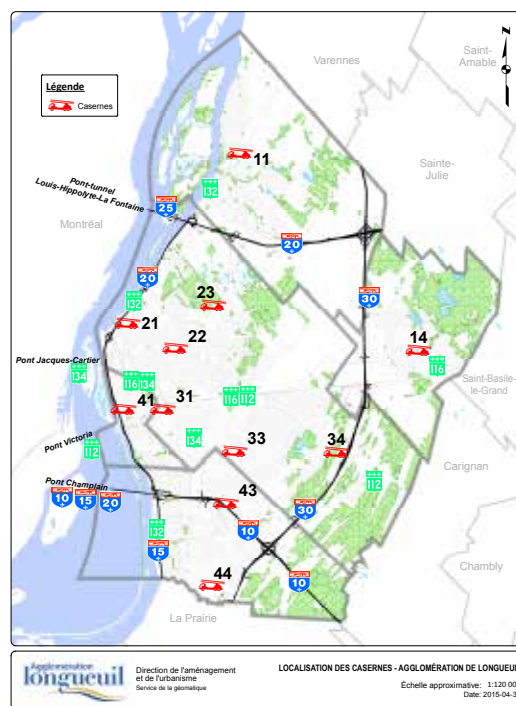 Varennes
Saint-
Amable
N
Légende
Casernes
11
Sainte-
Julie
Pont-tunnel
Louis-Hippolyte-La Fontaine
132
25
Montréal
20
20
30
132
23
21
22
14
116
Pont Jacques-Cartier
134
116 134
116 112
Saint-Basile-
le-Grand
41
31
134
Pont Victoria
112
33
34
112
Carignan
Pont Champlain
10 15 20
43
30
132
10
15
10
Chambly
44
La Prairie
Agglomération
longueuil
Direction de l'aménagement
et de l'urbanisme
Service de la géomatique
LOCALISATION DES CASERNES - AGGLOMÉRATION DE LONGUEUI
Échelle approximative: 1:120 00
Date: 2015-04-3